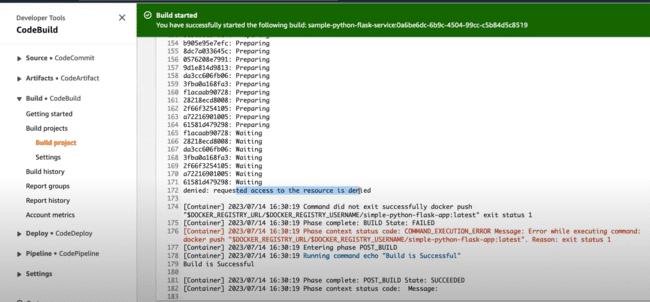 Developer Tools
CodeBuild
Build started
You have successfully started the following build: sample-python-flask-service:0a6be6dc-6b9c-4504-99cc-c5b84d5c8519
Source • CodeCommit
Artifacts • CodeArtifact
Build • CodeBuild
Getting started
Build projects
Build project
Settings
Build history
Report groups
Report history
Account metrics
Deploy • CodeDeploy
Pipeline • CodePipeline
Settings
154 b905e95e7efc: Preparing
155 8dc7a033645c: Preparing
156 0576208e7991: Preparing
157 9d1e814d9813: Preparing
158 da3cc606fb06: Preparing
159 3fba0a168fa3: Preparing
160 f1acaab90728: Preparing
161 28218ecd8008: Preparing
162 2f66f3254105: Preparing
163 a72216901005: Preparing
164 61581d479298: Preparing
165 f1acaab90728: Waiting
166 28218ecd8008: Waiting
167 da3cc606fb06: Waiting
168 3fba0a168fa3: Waiting
169 2f66f3254105: Waiting
170 a72216901005: Waiting
171 61581d479298: Waiting
172 denied: requested access to the resource is denied
173
174 [Container] 2023/07/14 16:30:19 Command did not exit successfully docker push
"$DOCKER_REGISTRY_URL/$DOCKER_REGISTRY_USERNAME/simple-python-flask-app:latest" exit status 1
175 [Container] 2023/07/14 16:30:19 Phase complete: BUILD State: FAILED
176 [Container] 2023/07/14 16:30:19 Phase context status code: COMMAND_EXECUTION_ERROR Message: Error while executing command:
docker push "$DOCKER_REGISTRY_URL/$DOCKER_REGISTRY_USERNAME/simple-python-flask-app:latest". Reason: exit status 1
177 [Container] 2023/07/14 16:30:19 Entering phase POST_BUILD
178 [Container] 2023/07/14 16:30:19 Running command echo "Build is Successful"
179 Build is Successful
180
181 [Container] 2023/07/14 16:30:19 Phase complete: POST_BUILD State: SUCCEEDED
182 [Container] 2023/07/14 16:30:19 Phase context status code: Message:
183